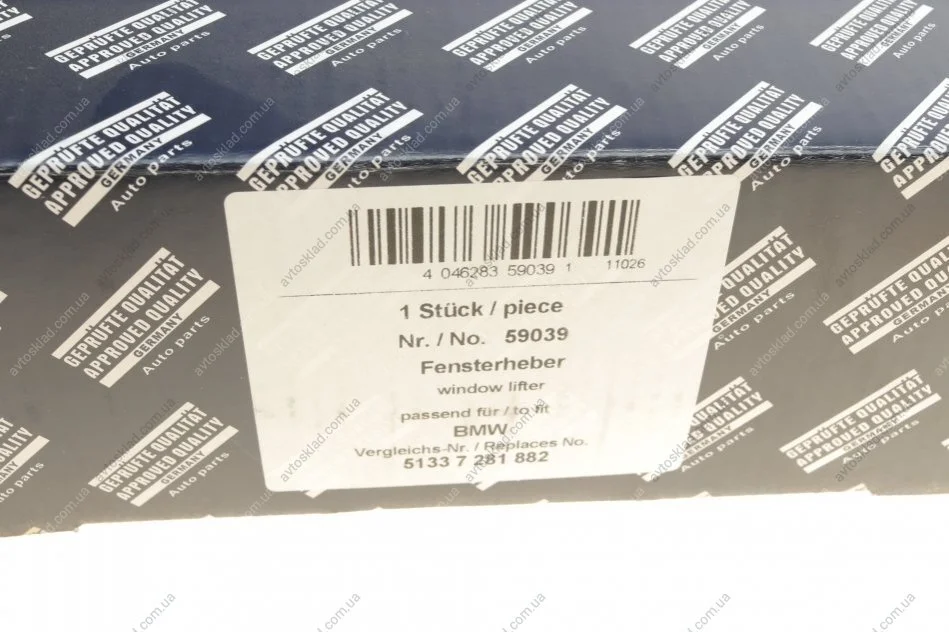 GEPRÜFTE QUALITÄT
APPROVED QUALITY
GERMANY
Auto parts
4 046283 59039 1 11026
1 Stück / piece
Nr. / No. 59039
Fensterheber
window lifter
passend für / to fit
BMW
Vergleichs-Nr. / Replaces No.
5133 7 281 882
avtosklad.com.ua